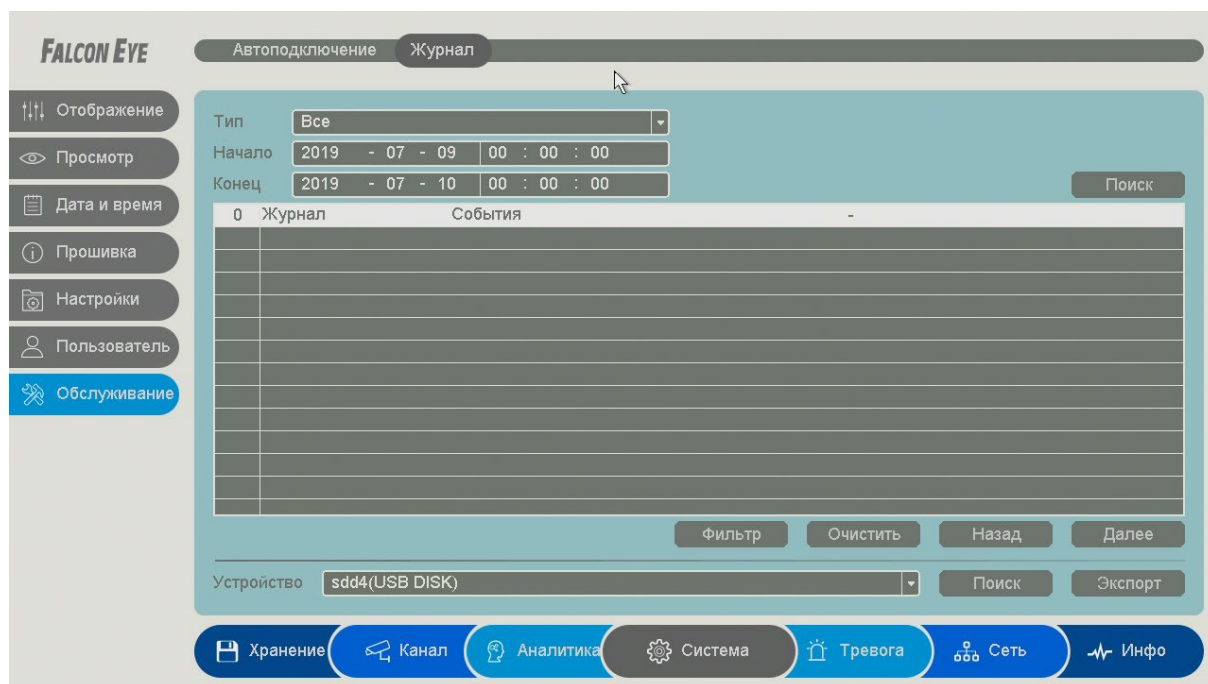 FALCON EYE
Автоподключение Журнал
Отображение
Просмотр
Дата и время
Прошивка
Настройки
Пользователь
Обслуживание
Тип Все
Начало 2019 - 07 - 09 00 : 00 : 00
Конец 2019 - 07 - 10 00 : 00 : 00
Поиск
0 Журнал События -
Фильтр Очистить Назад Далее
Устройство sdd4(USB DISK) Поиск Экспорт
Хранение Канал Аналитика Система Тревога Сеть Инфо